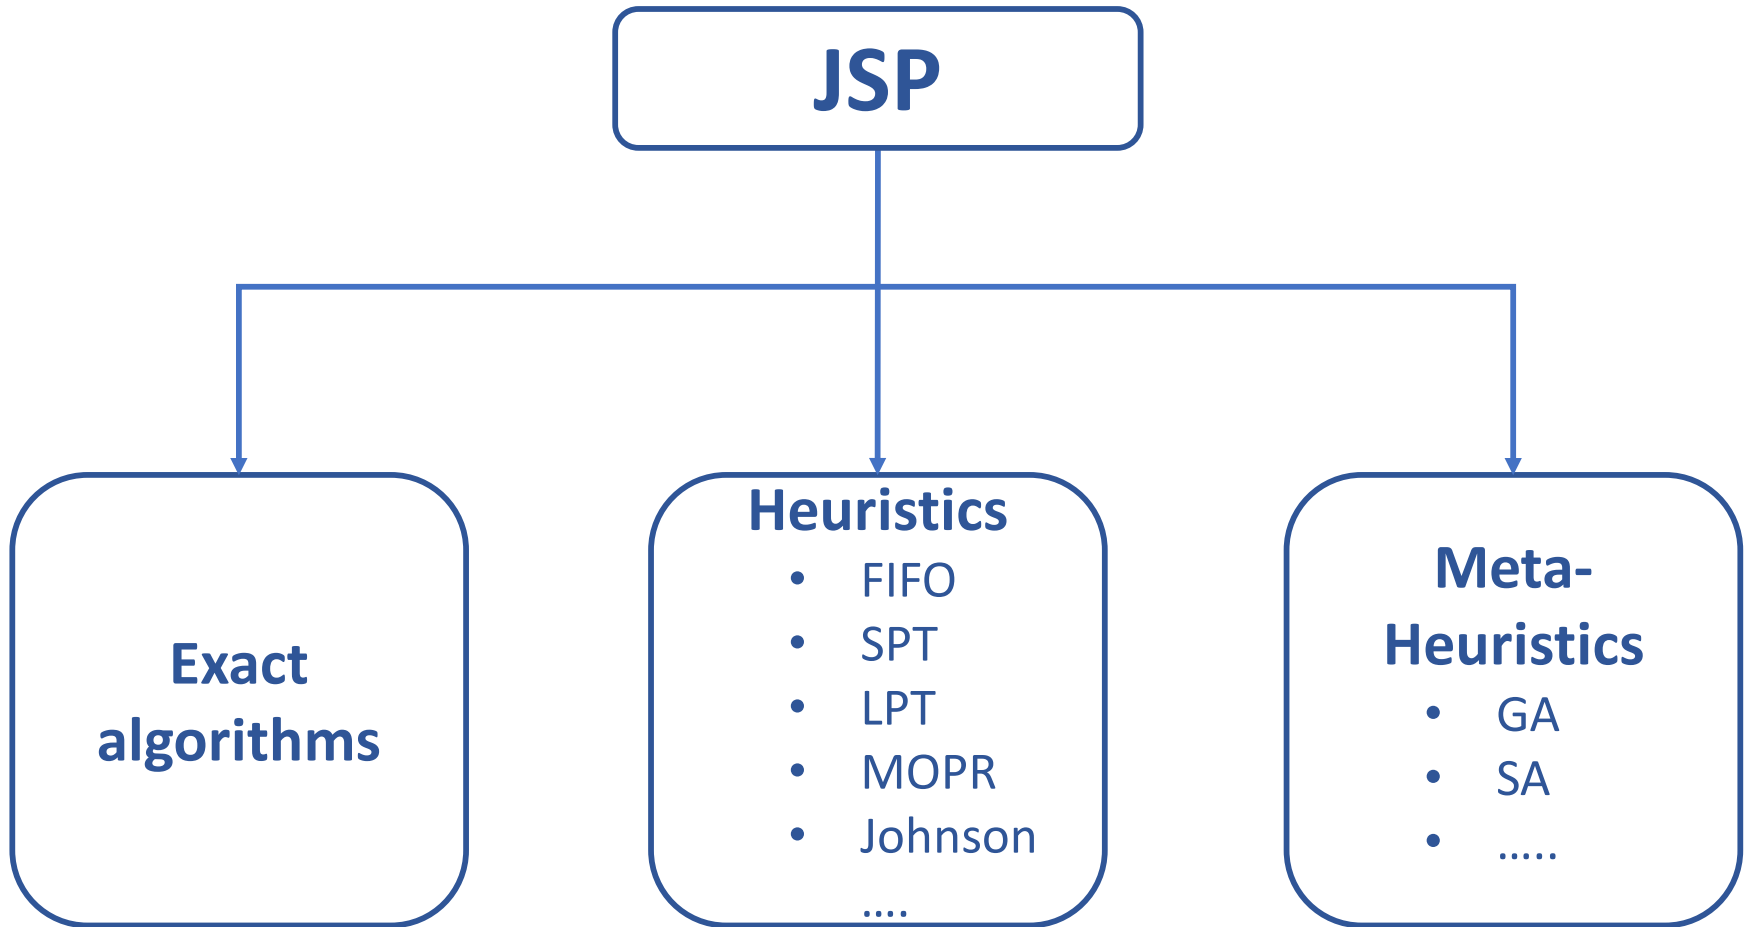 JSP
Exact
algorithms
Heuristics
• FIFO
• SPT
• LPT
• MOPR
• Johnson
....
Meta-
Heuristics
• GA
• SA
• .....